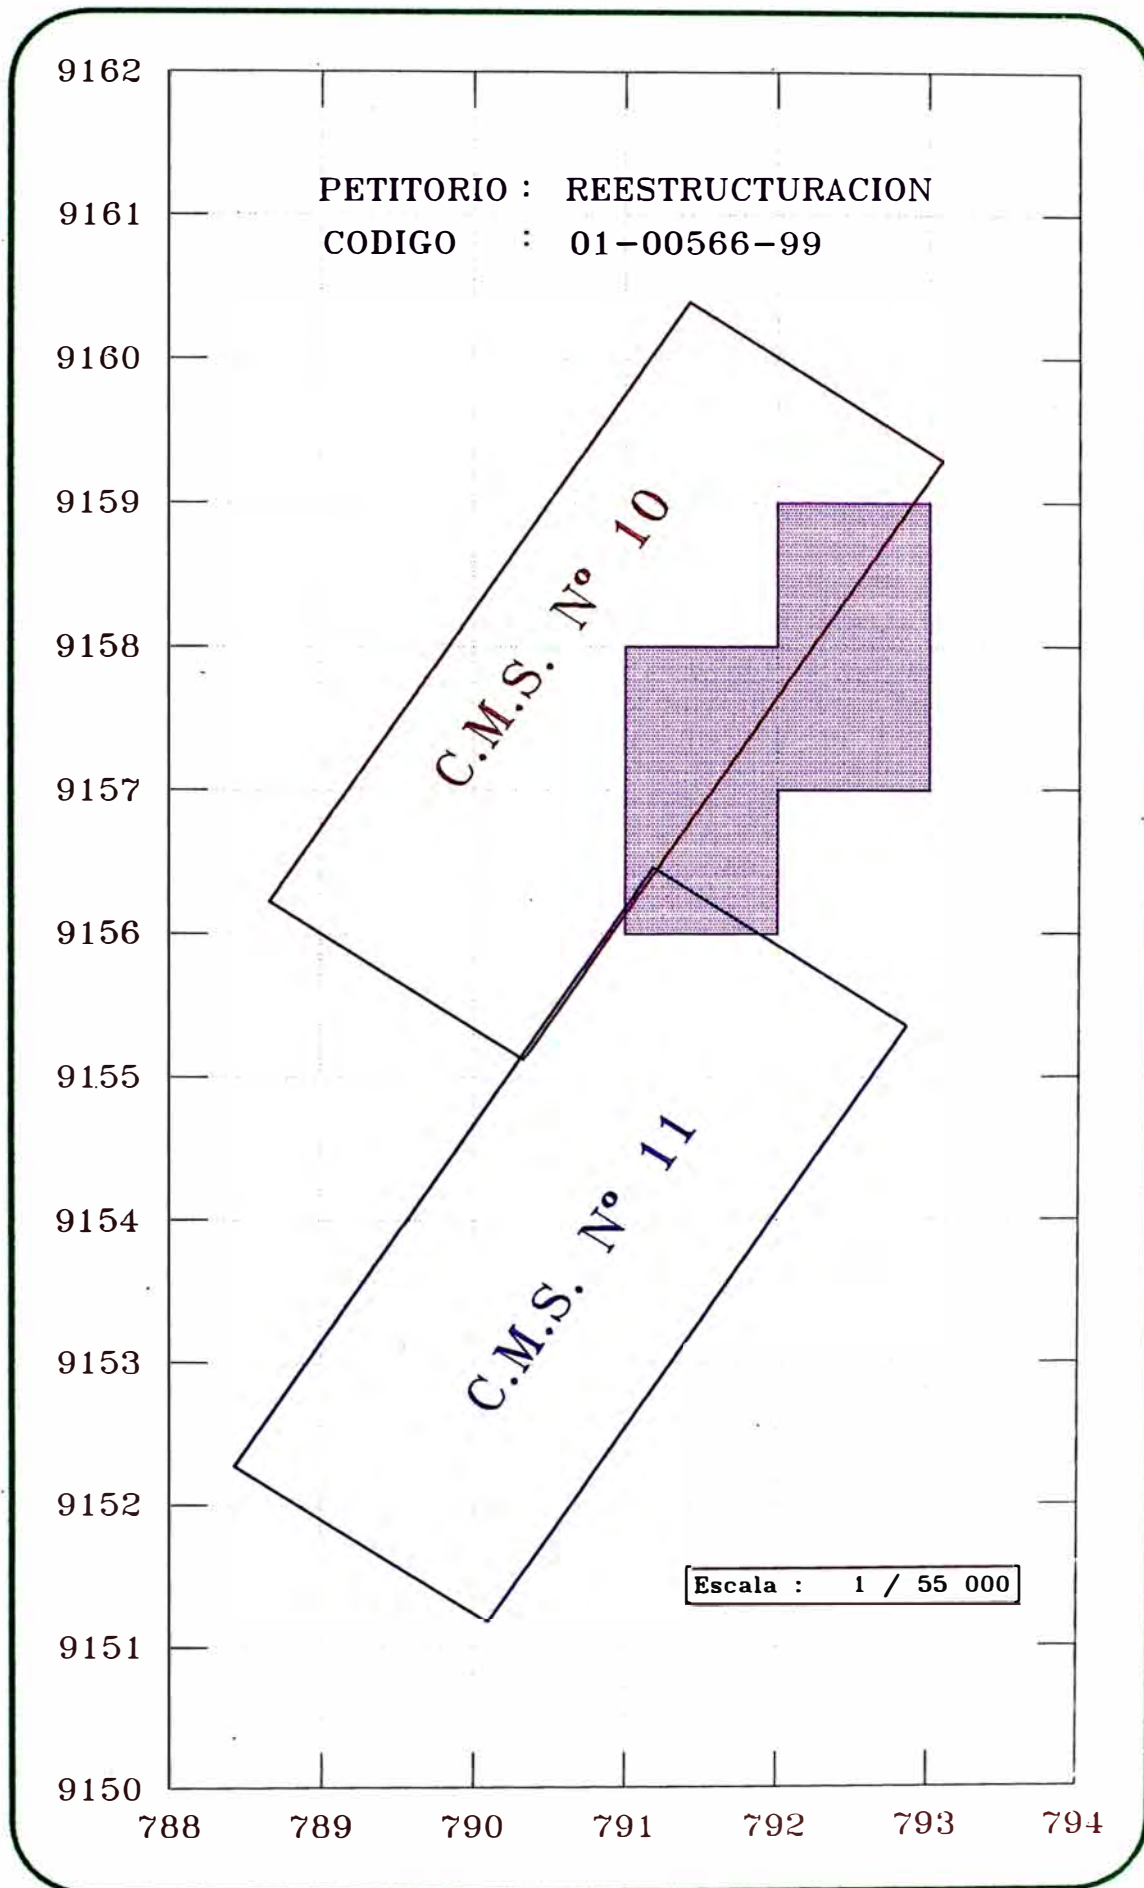 9162
PETITORIO : REESTRUCTURACION
9161
CODIGO : 01-00566-99
9160
9159
C.M.S. Nº 10
9158
9157
9156
9155
C.M.S. Nº 11
9154
9153
9152
Escala : 1 / 55 000
9151
9150
788 789 790 791 792 793 794